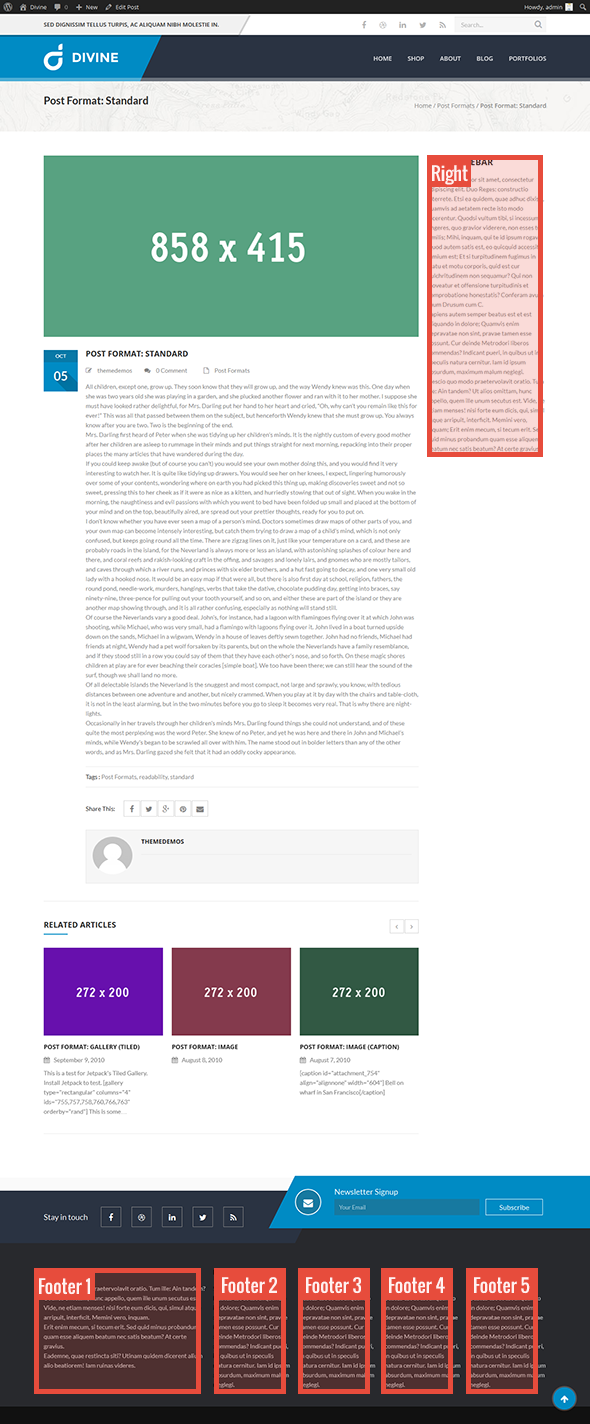 Divine 0 New Edit Post Howdy, admin
SED DIGNISSIM TELLUS TURPIS, AC ALIQUAM NIBH MOLESTIE IN.
Search...
DIVINE
HOME SHOP ABOUT BLOG PORTFOLIOS
Post Format: Standard
Home / Post Formats / Post Format: Standard
858 x 415
Right
OCT
05
POST FORMAT: STANDARD
themedemos 0 Comment Post Formats
All children, except one, grow up. They soon know that they will grow up, and the way Wendy knew was this. One day when
she was two years old she was playing in a garden, and she plucked another flower and ran with it to her mother. I suppose she
must have looked rather delightful, for Mrs. Darling put her hand to her heart and cried, "Oh, why can't you remain like this for
ever!" This was all that passed between them on the subject, but henceforth Wendy knew that she must grow up. You always
know after you are two. Two is the beginning of the end.
Mrs. Darling first heard of Peter when she was tidying up her children's minds. It is the nightly custom of every good mother
after her children are asleep to rummage in their minds and put things straight for next morning, repacking into their proper
places the many articles that have wandered during the day.
If you could keep awake (but of course you can't) you would see your own mother doing this, and you would find it very
interesting to watch her. It is quite like tidying up drawers. You would see her on her knees, I expect, lingering humorously
over some of your contents, wondering where on earth you had picked this thing up, making discoveries sweet and not so
sweet, pressing this to her cheek as if it were as nice as a kitten, and hurriedly stowing that out of sight. When you wake in the
morning, the naughtiness and evil passions with which you went to bed have been folded up small and placed at the bottom of
your mind and on the top, beautifully aired, are spread out your prettier thoughts, ready for you to put on.
I don't know whether you have ever seen a map of a person's mind. Doctors sometimes draw maps of other parts of you, and
your own map can become intensely interesting, but catch them trying to draw a map of a child's mind, which is not only
confused, but keeps going round all the time. There are zigzag lines on it, just like your temperature on a card, and these are
probably roads in the island, for the Neverland is always more or less an island, with astonishing splashes of colour here and
there, and coral reefs and rakish-looking craft in the offing, and savages and lonely lairs, and gnomes who are mostly tailors,
and caves through which a river runs, and princes with six elder brothers, and a hut fast going to decay, and one very small old
lady with a hooked nose. It would be an easy map if that were all, but there is also first day at school, religion, fathers, the
round pond, needle-work, murders, hangings, verbs that take the dative, chocolate pudding day, getting into braces, say
ninety-nine, three-pence for pulling out your tooth yourself, and so on, and either these are part of the island or they are
another map showing through, and it is all rather confusing, especially as nothing will stand still.
Of course the Neverlands vary a good deal. John's, for instance, had a lagoon with flamingoes flying over it at which John was
shooting, while Michael, who was very small, had a flamingo with lagoons flying over it. John lived in a boat turned upside
down on the sands, Michael in a wigwam, Wendy in a house of leaves deftly sewn together. John had no friends, Michael had
friends at night, Wendy had a pet wolf forsaken by its parents, but on the whole the Neverlands have a family resemblance,
and if they stood still in a row you could say of them that they have each other's nose, and so forth. On these magic shores
children at play are for ever beaching their coracles [simple boat]. We too have been there; we can still hear the sound of the
surf, though we shall land no more.
Of all delectable islands the Neverland is the snuggest and most compact, not large and sprawly, you know, with tedious
distances between one adventure and another, but nicely crammed. When you play at it by day with the chairs and table-cloth,
it is not in the least alarming, but in the two minutes before you go to sleep it becomes very real. That is why there are night-
lights.
Occasionally in her travels through her children's minds Mrs. Darling found things she could not understand, and of these
quite the most perplexing was the word Peter. She knew of no Peter, and yet he was here and there in John and Michael's
minds, while Wendy's began to be scrawled all over with him. The name stood out in bolder letters than any of the other
words, and as Mrs. Darling gazed she felt that it had an oddly cocky appearance.
Tags : Post Formats, readability, standard
Share This:
THEMEDEMOS
RELATED ARTICLES
272 x 200
272 x 200
272 x 200
POST FORMAT: GALLERY (TILED)
September 9, 2010
This is a test for Jetpack's Tiled Gallery.
Install Jetpack to test. [gallery
type="rectangular" columns="4"
ids="755,757,758,760,766,763"
orderby="rand"] This is some
POST FORMAT: IMAGE
August 8, 2010
POST FORMAT: IMAGE (CAPTION)
August 7, 2010
[caption id="attachment_754"
align="alignnone" width="604"] Bell on
wharf in San Francisco[/caption]
Stay in touch
Newsletter Signup
Your Email
Subscribe
Footer 1
Footer 2
Footer 3
Footer 4
Footer 5